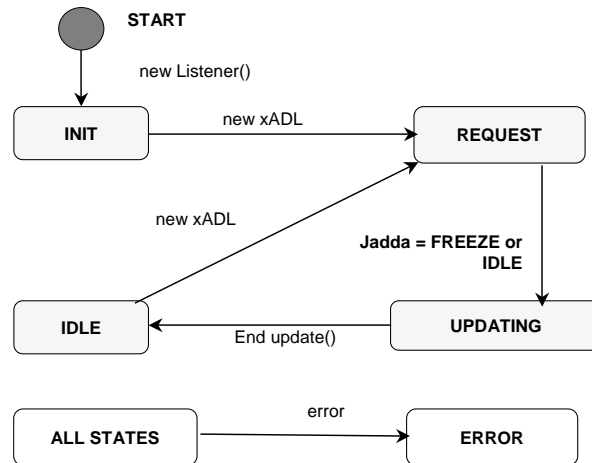 START
new Listener()
INIT
new xADL
REQUEST
new xADL
Jadda = FREEZE or
IDLE
IDLE
End update()
UPDATING
ALL STATES
error
ERROR